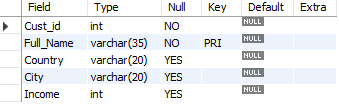 Field Type Null Key Default Extra
Cust_id int NO NULL
Full_Name varchar(35) NO PRI NULL
Country varchar(20) YES NULL
City varchar(20) YES NULL
Income int YES NULL